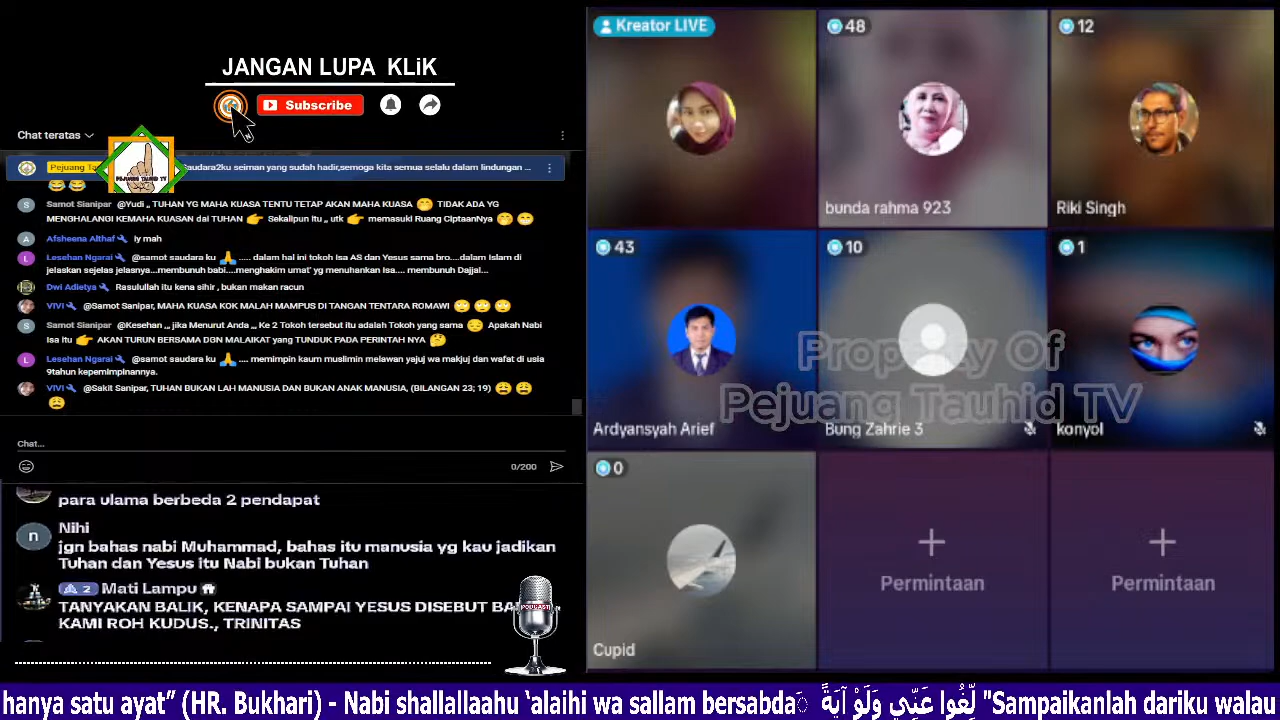 JANGAN LUPA KLiK
Subscribe
Chat teratas
PEJUANG TAUHID TV
Pejuang Ta
Saudara2ku seiman yang sudah hadir,semoga kita semua selalu dalam lindungan ...
😂 😂
Samot Sianipar @Yudi ,, TUHAN YG MAHA KUASA TENTU TETAP AKAN MAHA KUASA 🤭 TIDAK ADA YG
MENGHALANGI KEMAHA KUASAN dai TUHAN 👉 Sekalipun Itu ,, utk 👉 memasuki Ruang CiptaanNya 🤭 😁
Afsheena Althaf iy mah
Lesehan Ngarai @samot saudara ku 🙏 ..... dalam hal ini tokoh Isa AS dan Yesus sama bro....dalam Islam di
jelaskan sejelas jelasnya....membunuh babi....menghakim umat' yg menuhankan Isa.... membunuh Dajjal...
Dwi Adietya Rasulullah itu kena sihir , bukan makan racun
VIVI @Samot Sanipar, MAHA KUASA KOK MALAH MAMPUS DI TANGAN TENTARA ROMAWI 🙄 🙄 🙄
Samot Sianipar @Kesehan ,,, jika Menurut Anda ,,, Ke 2 Tokoh tersebut itu adalah Tokoh yang sama 😔 Apakah Nabi
Isa itu 👉 AKAN TURUN BERSAMA DGN MALAIKAT yang TUNDUK PADA PERINTAH NYA 🤔
Lesehan Ngarai @samot saudara ku 🙏 .... memimpin kaum muslimin melawan yajuj wa makjuj dan wafat di usia
9tahun kepemimpinannya.
VIVI @Sakit Sanipar, TUHAN BUKAN LAH MANUSIA DAN BUKAN ANAK MANUSIA, (BILANGAN 23; 19) 😩 😩
😩
Chat...
0/200
para ulama berbeda 2 pendapat
Nihi
jgn bahas nabi Muhammad, bahas itu manusia yg kau jadikan
Tuhan dan Yesus itu Nabi bukan Tuhan
2 Mati Lampu
TANYAKAN BALIK, KENAPA SAMPAI YESUS DISEBUT BA
KAMI ROH KUDUS., TRINITAS
PODCAST
Kreator LIVE
48
bunda rahma 923
12
Riki Singh
43
Ardyansyah Arief
10
Bung Zahrie 3
1
konyol
Property Of
Pejuang Tauhid TV
0
Cupid
Permintaan
Permintaan
hanya satu ayat” (HR. Bukhari) - Nabi shallallaahu ‘alaihi wa sallam bersabda لِّغُوا عَنِّي وَلَوْ آيَةً "Sampaikanlah dariku walau